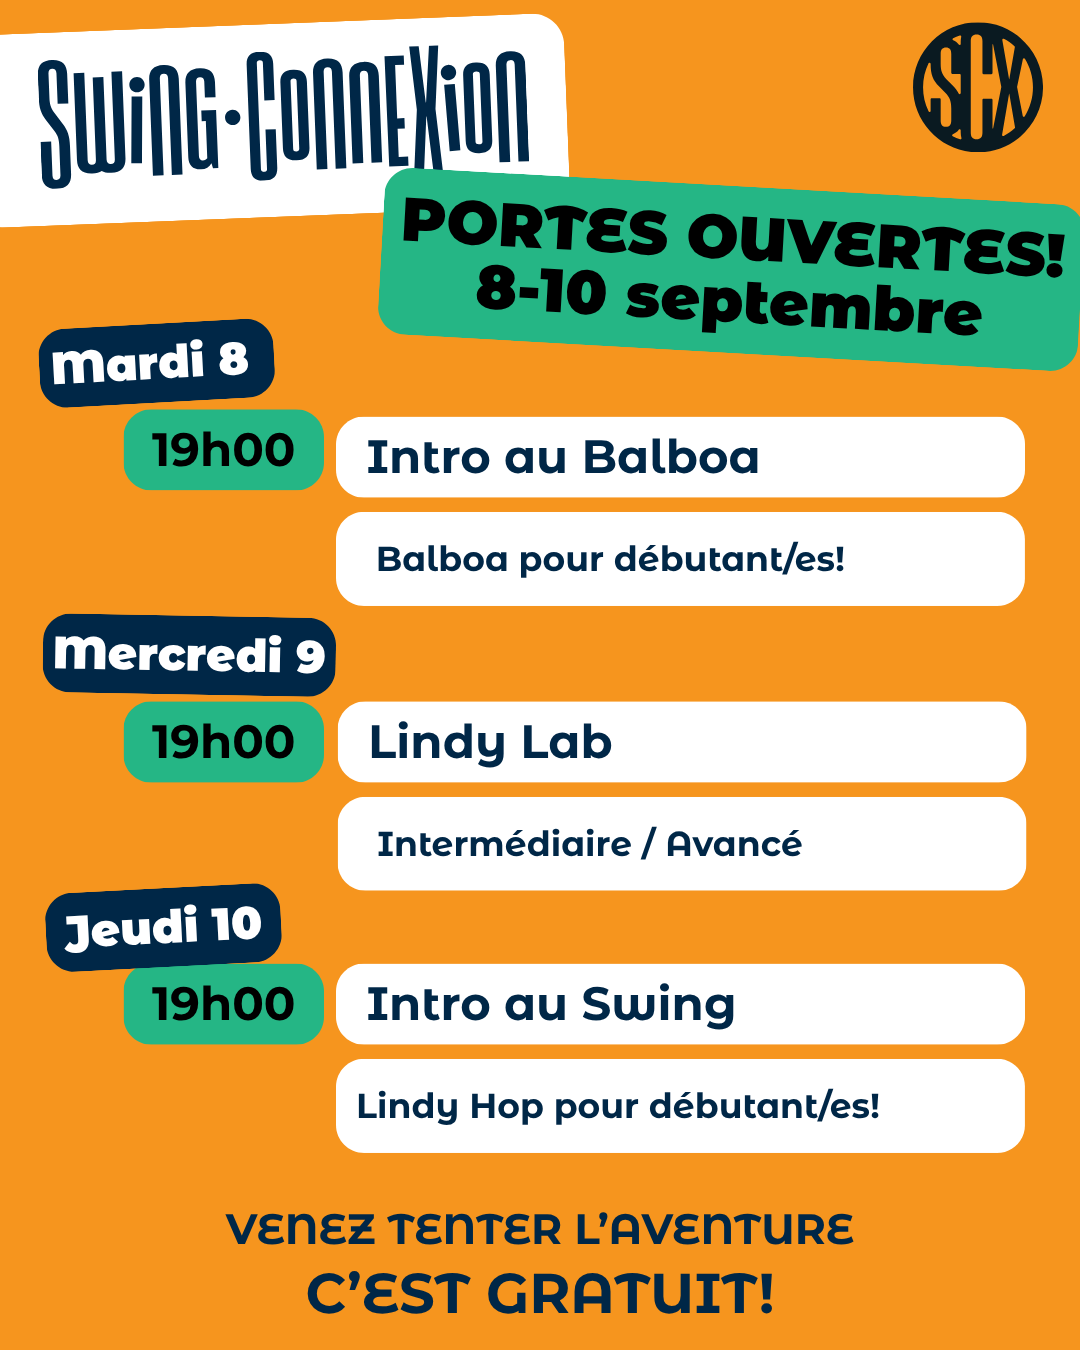 Swing·Connexion
SCX
PORTES OUVERTES!
8-10 septembre
Mardi 8
19h00
Intro au Balboa
Balboa pour débutant/es!
Mercredi 9
19h00
Lindy Lab
Intermédiaire / Avancé
Jeudi 10
19h00
Intro au Swing
Lindy Hop pour débutant/es!
VENEZ TENTER L’AVENTURE
C’EST GRATUIT!